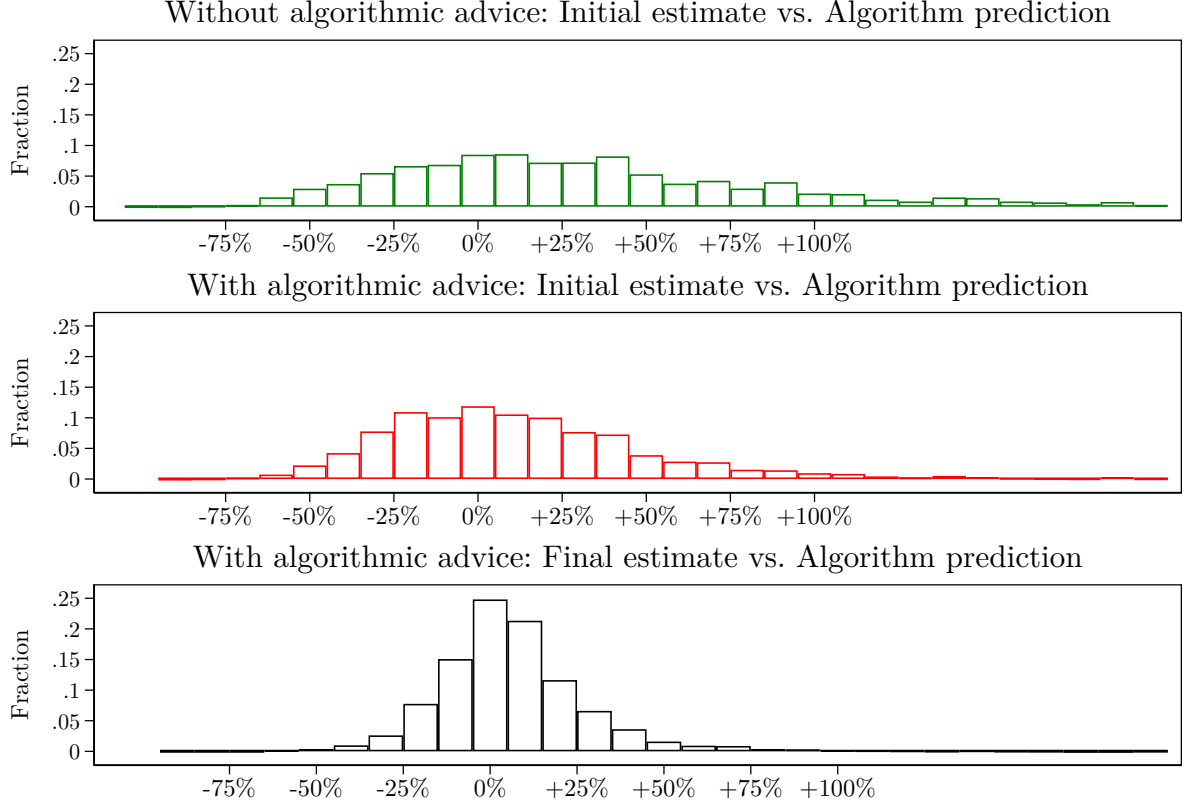 Without algorithmic advice: Initial estimate vs. Algorithm prediction
Fraction
.25
.2
.15
.1
.05
0
-75% -50% -25% 0% +25% +50% +75% +100%
With algorithmic advice: Initial estimate vs. Algorithm prediction
Fraction
.25
.2
.15
.1
.05
0
-75% -50% -25% 0% +25% +50% +75% +100%
With algorithmic advice: Final estimate vs. Algorithm prediction
Fraction
.25
.2
.15
.1
.05
0
-75% -50% -25% 0% +25% +50% +75% +100%